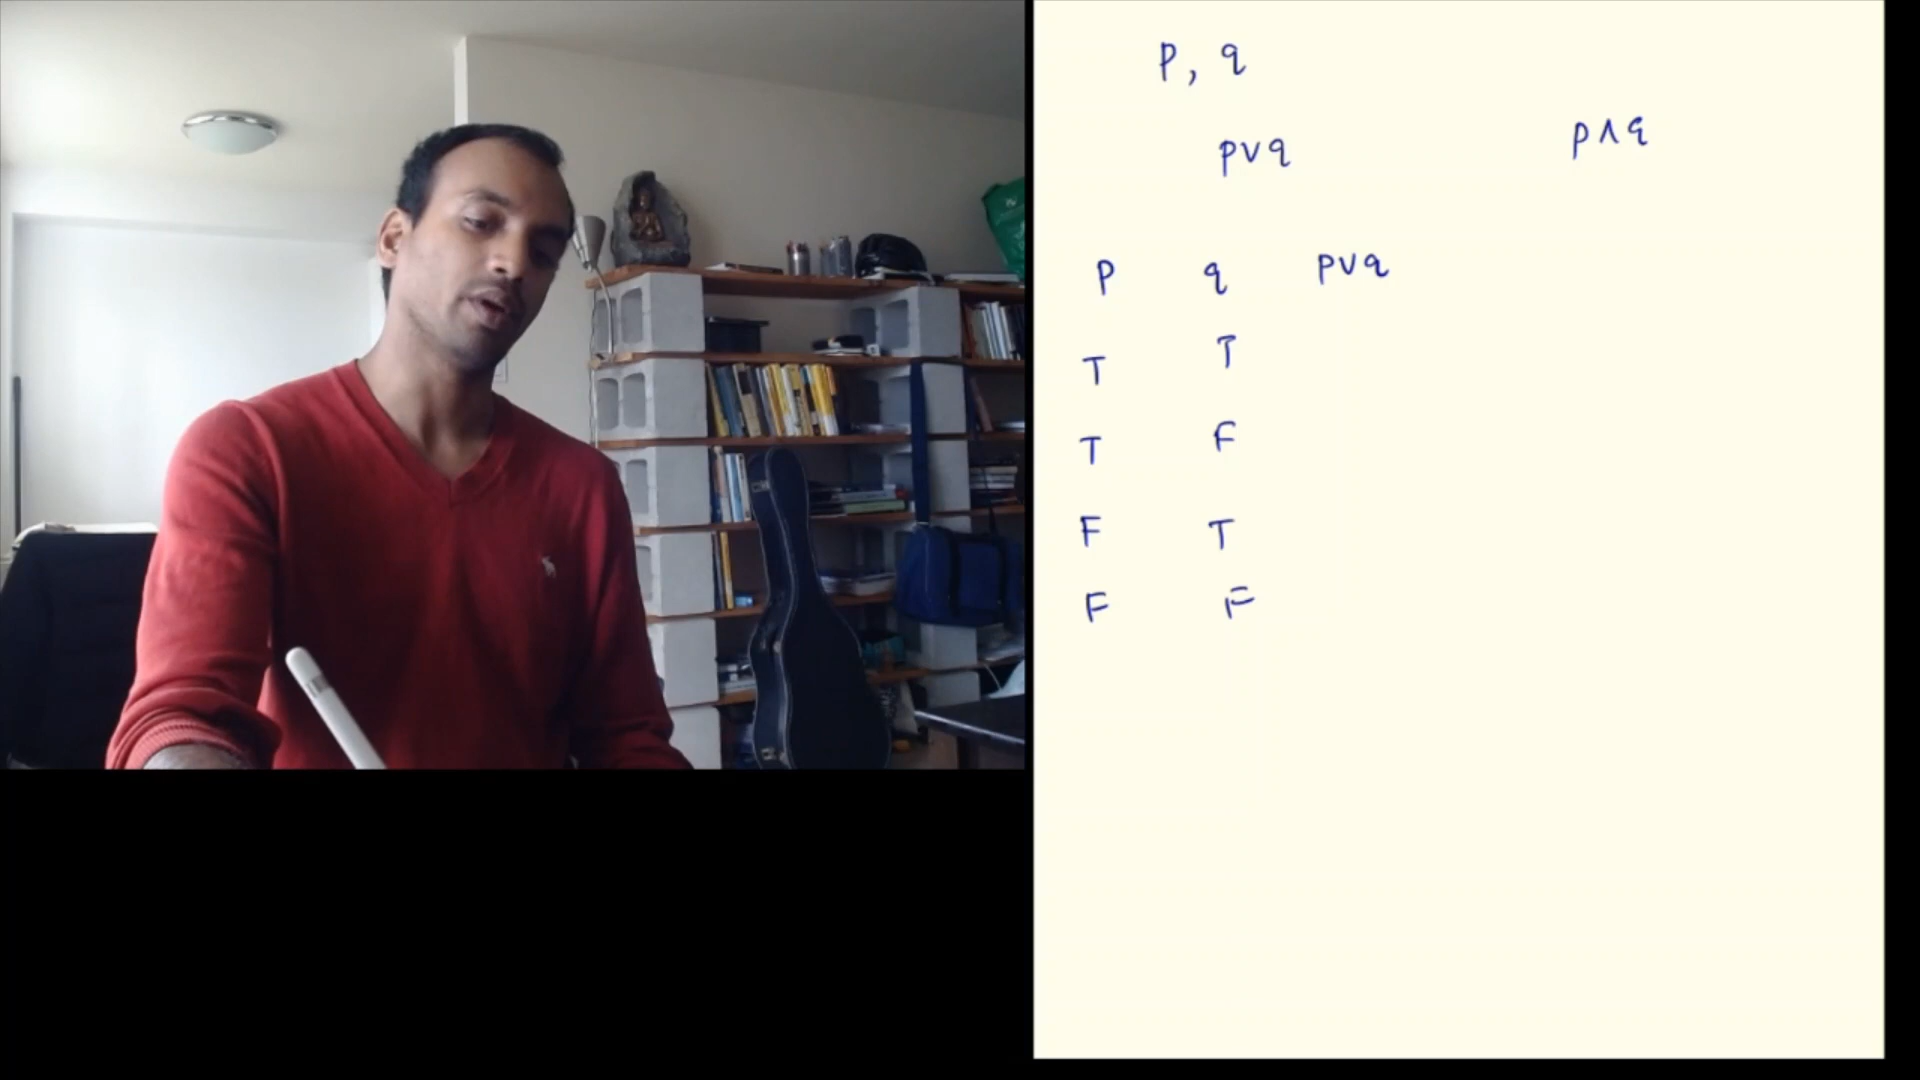 p, q
p∨q p∧q
p q p∨q
T T
T F
F T
F F